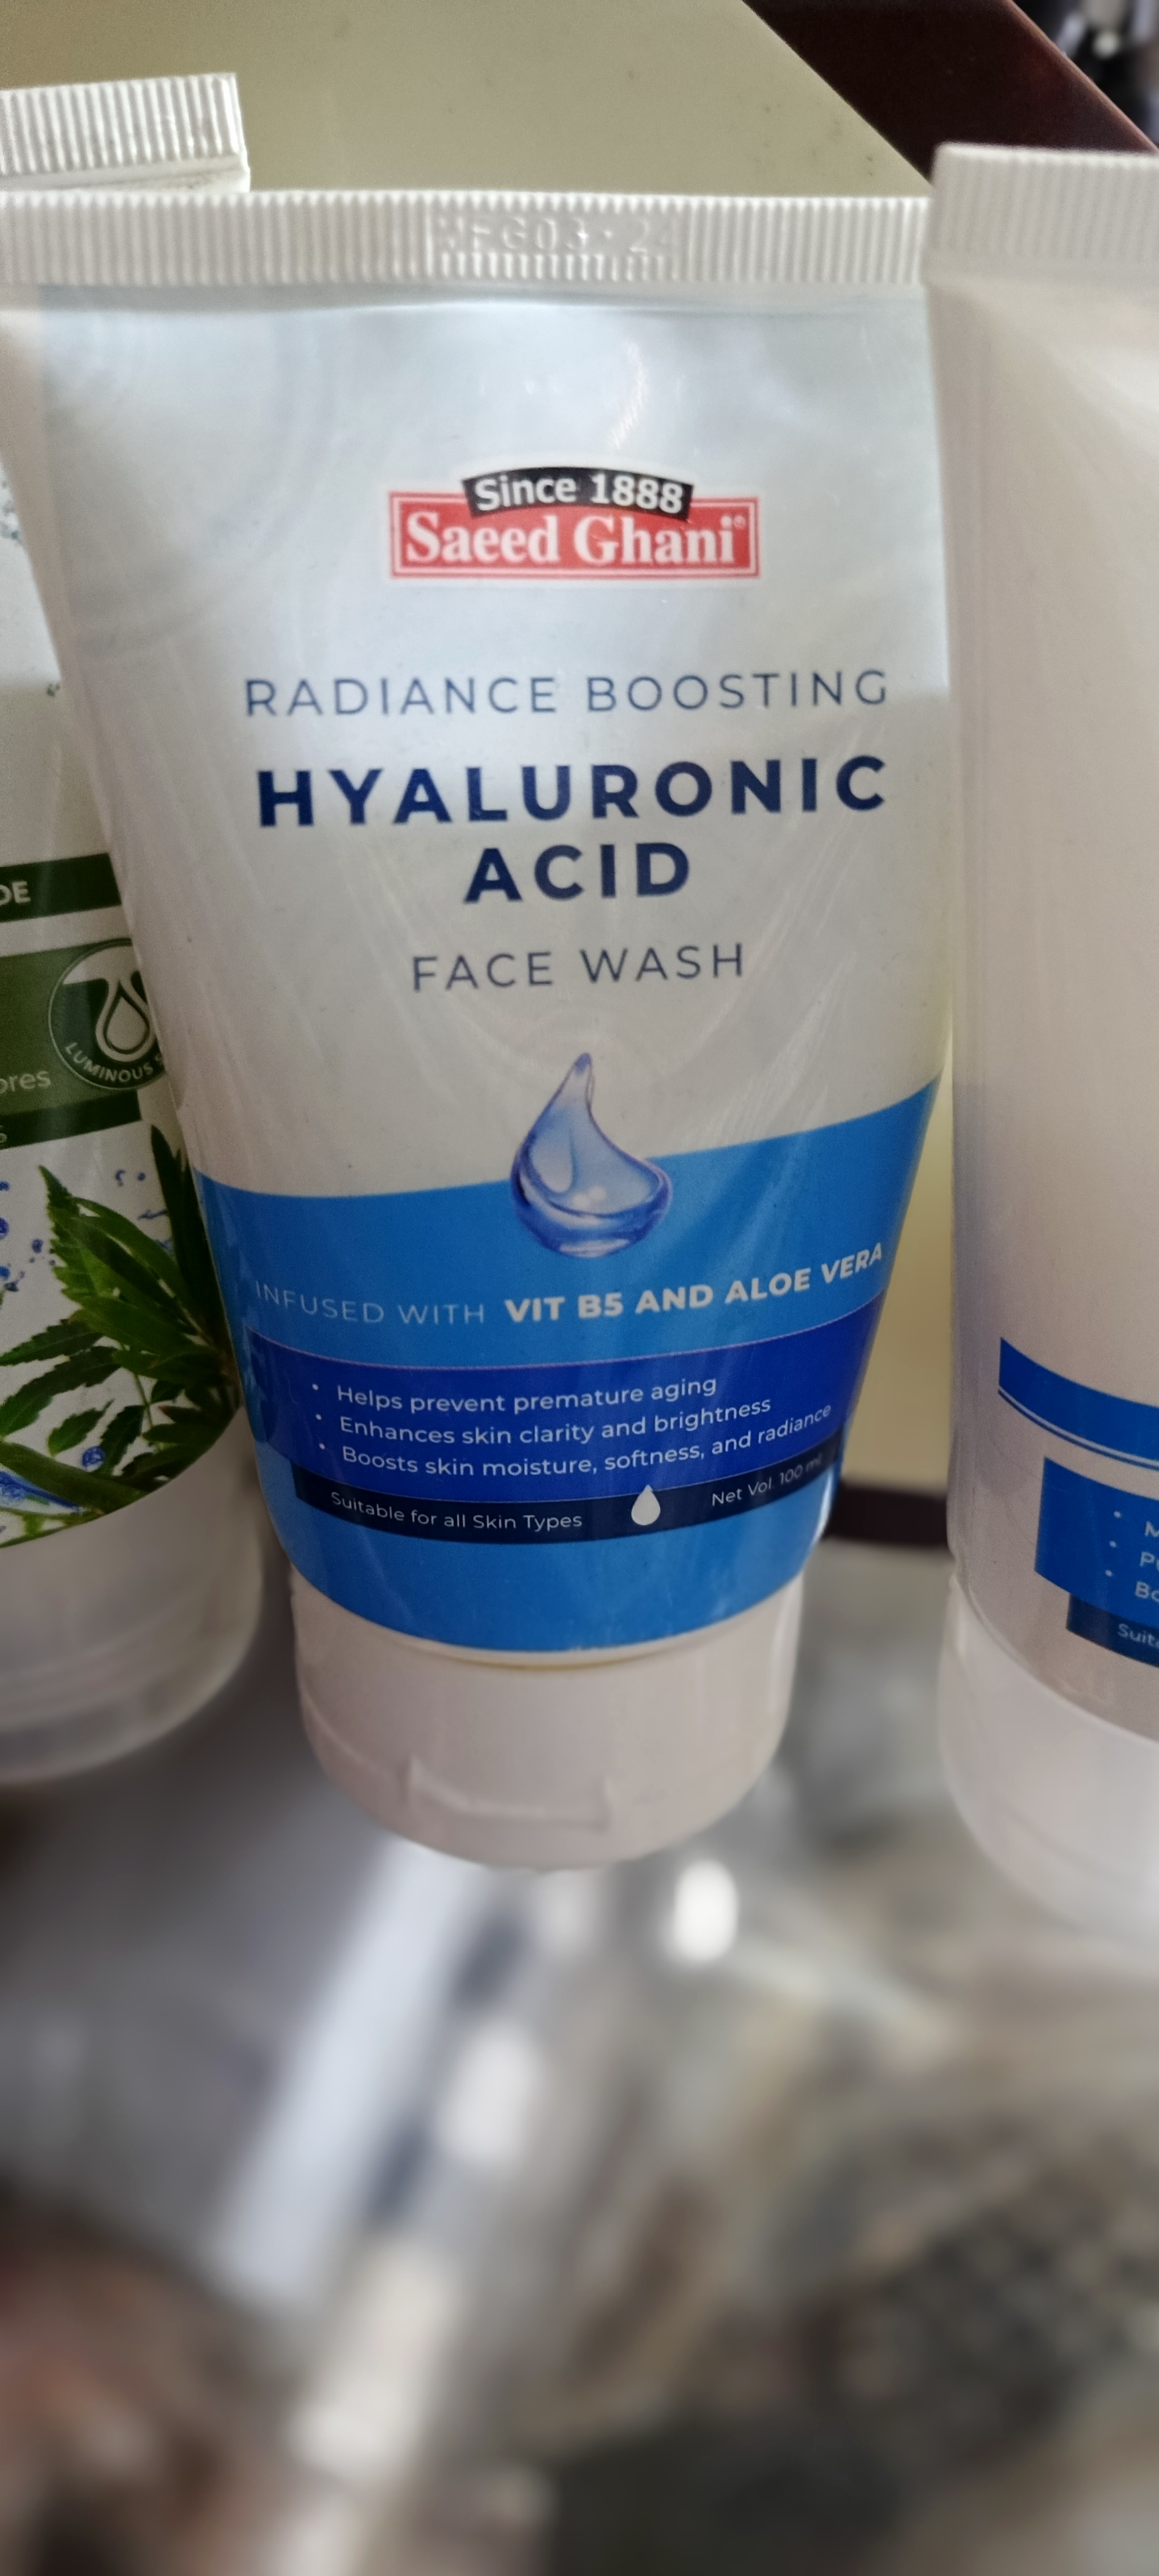 MFG03-24
Since 1888
Saeed Ghani®
RADIANCE BOOSTING
HYALURONIC
ACID
FACE WASH
INFUSED WITH VIT B5 AND ALOE VERA
• Helps prevent premature aging
• Enhances skin clarity and brightness
• Boosts skin moisture, softness, and radiance
Suitable for all Skin Types
Net Vol. 100 ml
LUMINOUS